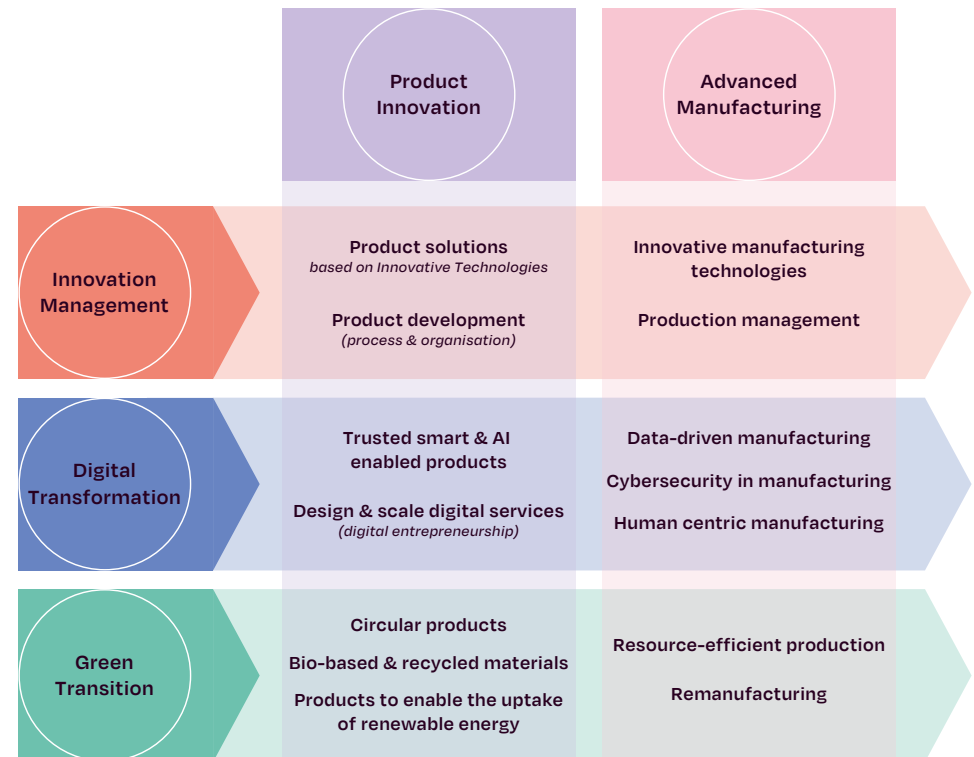 Product
Innovation
Advanced
Manufacturing
Innovation
Management
Product solutions
based on Innovative Technologies
Product development
(process & organisation)
Innovative manufacturing
technologies
Production management
Digital
Transformation
Trusted smart & AI
enabled products
Design & scale digital services
(digital entrepreneurship)
Data-driven manufacturing
Cybersecurity in manufacturing
Human centric manufacturing
Green
Transition
Circular products
Bio-based & recycled materials
Products to enable the uptake
of renewable energy
Resource-efficient production
Remanufacturing